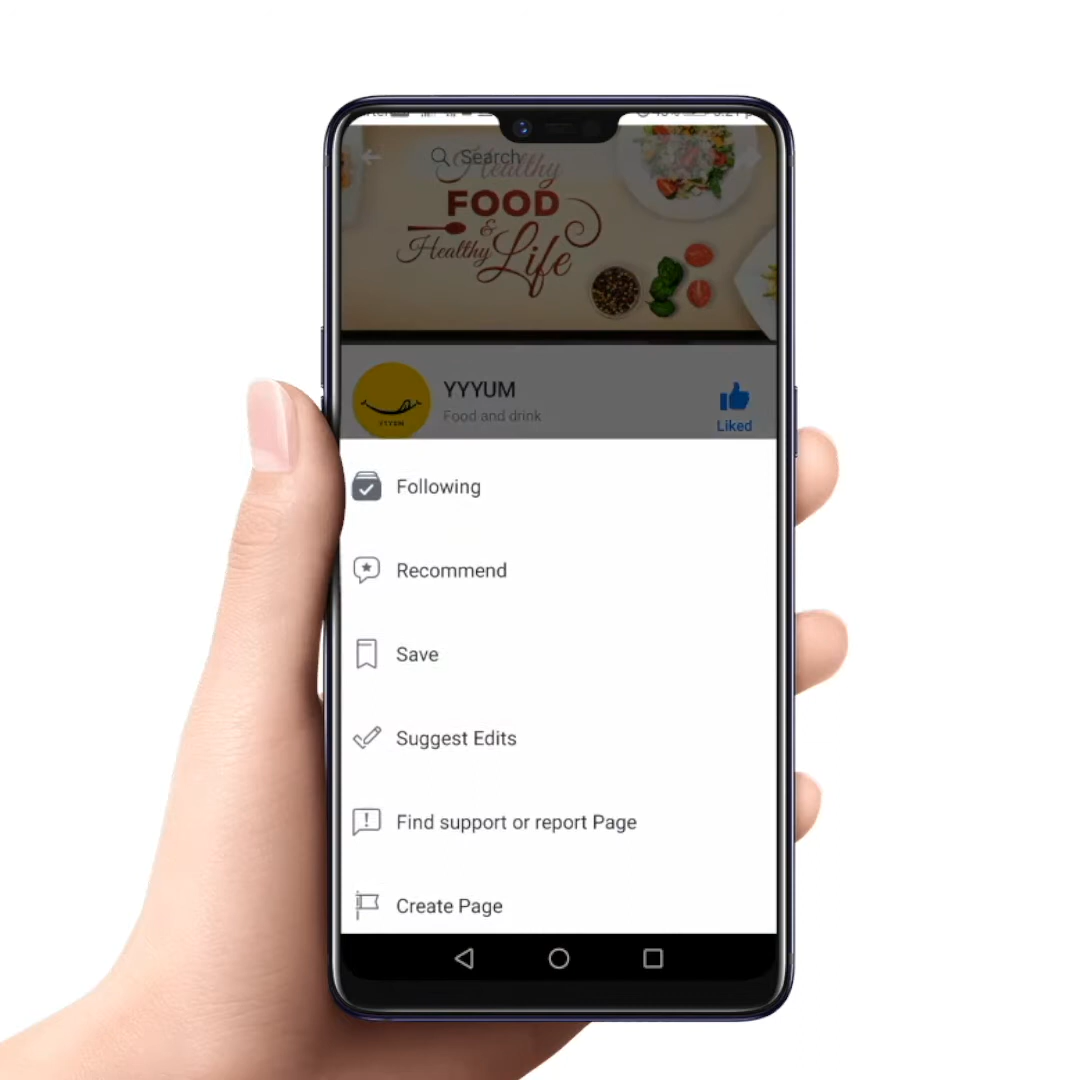 Search
Healthy
FOOD
&
Healthy Life
YYYUM
Food and drink
Liked
Following
Recommend
Save
Suggest Edits
Find support or report Page
Create Page